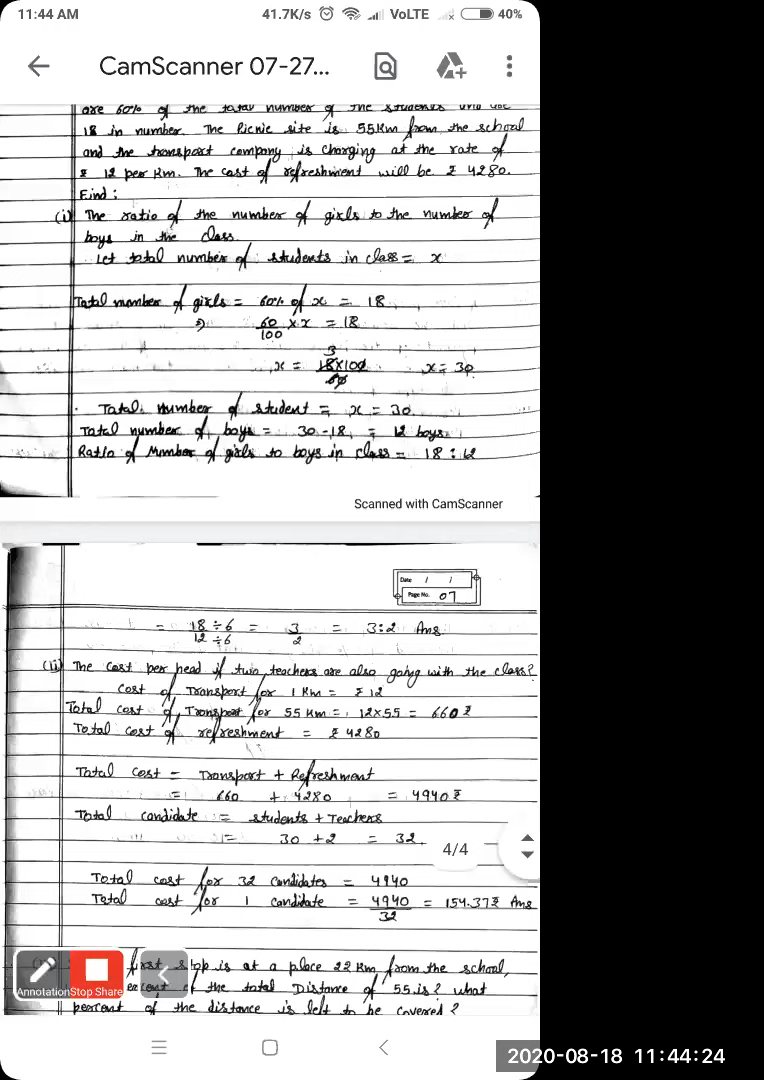 11:44 AM 41.7K/s VoLTE 40%
CamScanner 07-27...
are 60% of the total number of the students and are
18 in number. The Picnic site is 55Km from the school
and the transport company is charging at the rate of
₹ 12 per Km. The cost of refreshment will be ₹ 4280.
Find :
(i) The ratio of the number of girls to the number of
boys in the class.
Let total number of students in class = x
Total number of girls = 60% of x = 18
⇒ 60/100 × x = 18
x = 18×100/60 3 x = 30
Total number of student = x = 30
Total number of boys = 30-18 = 12 boys
Ratio of Number of girls to boys in class = 18 : 12
Scanned with CamScanner
Date / /
Page No. 07
= 18÷6/12÷6 = 3/2 = 3:2 Ans
(ii) The cost per head if two teachers are also going with the class?
Cost of Transport for 1 Km = ₹ 12
Total cost of Transport for 55 Km = 12×55 = 660 ₹
Total cost of refreshment = ₹ 4280
Total cost = Transport + Refreshment
= 660 + 4280 = 4940 ₹
Total candidate = students + Teachers
= 30 + 2 = 32
4/4
Total cost for 32 candidates = 4940
Total cost for 1 candidate = 4940/32 = 154.37₹ Ans
first stop is at a place 22 Km from the school,
of the total Distance of 55 is? what
percent of the distance is left to be covered?
Annotation Stop Share
2020-08-18 11:44:24